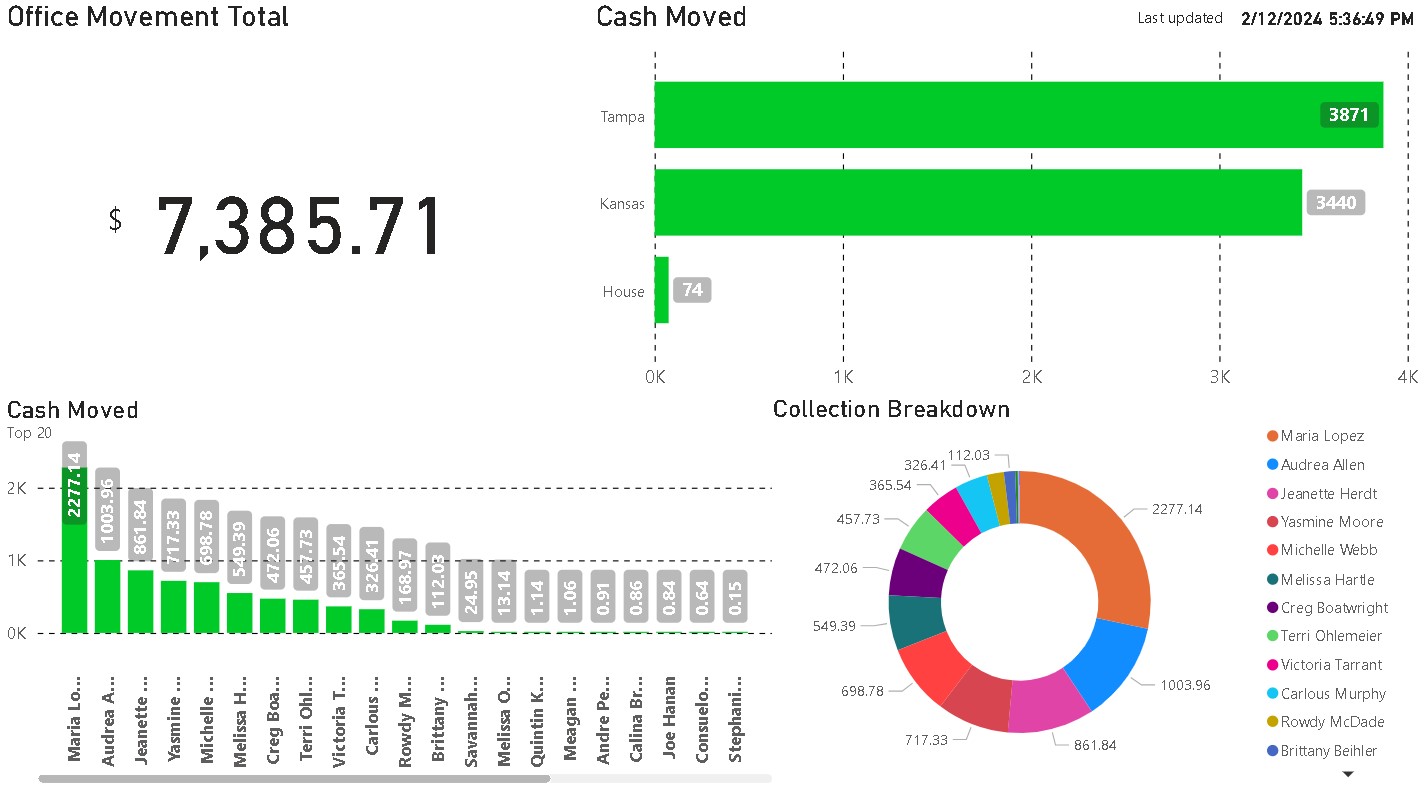 Office Movement Total
$ 7,385.71
Cash Moved
Last updated 2/12/2024 5:36:49 PM
Tampa 3871
Kansas 3440
House 74
0K 1K 2K 3K 4K
Cash Moved
Top 20
2K
1K
0K
2277.14
1003.96
861.84
717.33
698.78
549.39
472.06
457.73
365.54
326.41
168.97
112.03
24.95
13.14
1.14
1.06
0.91
0.86
0.84
0.64
0.15
Maria Lo...
Audrea A...
Jeanette ...
Yasmine ...
Michelle ...
Melissa H...
Creg Boa...
Terri Ohl...
Victoria T...
Carlous ...
Rowdy M...
Brittany ...
Savannah...
Melissa O...
Quintin K...
Meagan ...
Andre Pe...
Calina Br...
Joe Hanan
Consuelo...
Stephani...
Collection Breakdown
2277.14
1003.96
861.84
717.33
698.78
549.39
472.06
457.73
365.54
326.41
112.03
Maria Lopez
Audrea Allen
Jeanette Herdt
Yasmine Moore
Michelle Webb
Melissa Hartle
Creg Boatwright
Terri Ohlemeier
Victoria Tarrant
Carlous Murphy
Rowdy McDade
Brittany Beihler